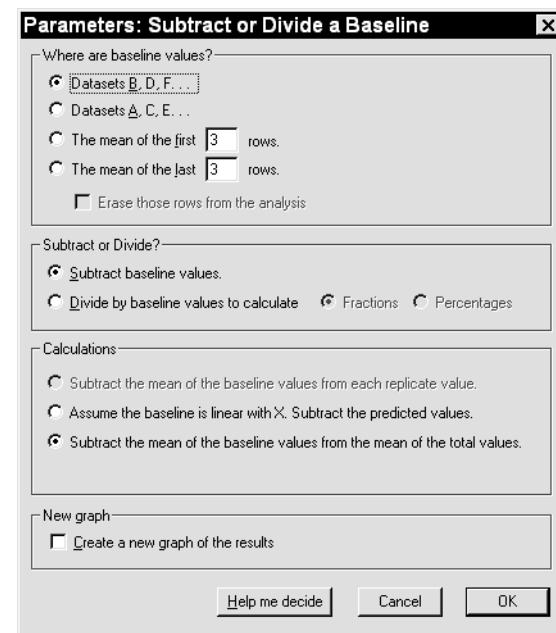 Parameters: Subtract or Divide a Baseline
Where are baseline values?
Datasets B, D, F. . .
Datasets A, C, E. . .
The mean of the first 3 rows.
The mean of the last 3 rows.
Erase those rows from the analysis
Subtract or Divide?
Subtract baseline values.
Divide by baseline values to calculate Fractions Percentages
Calculations
Subtract the mean of the baseline values from each replicate value.
Assume the baseline is linear with X. Subtract the predicted values.
Subtract the mean of the baseline values from the mean of the total values.
New graph
Create a new graph of the results
Help me decide Cancel OK